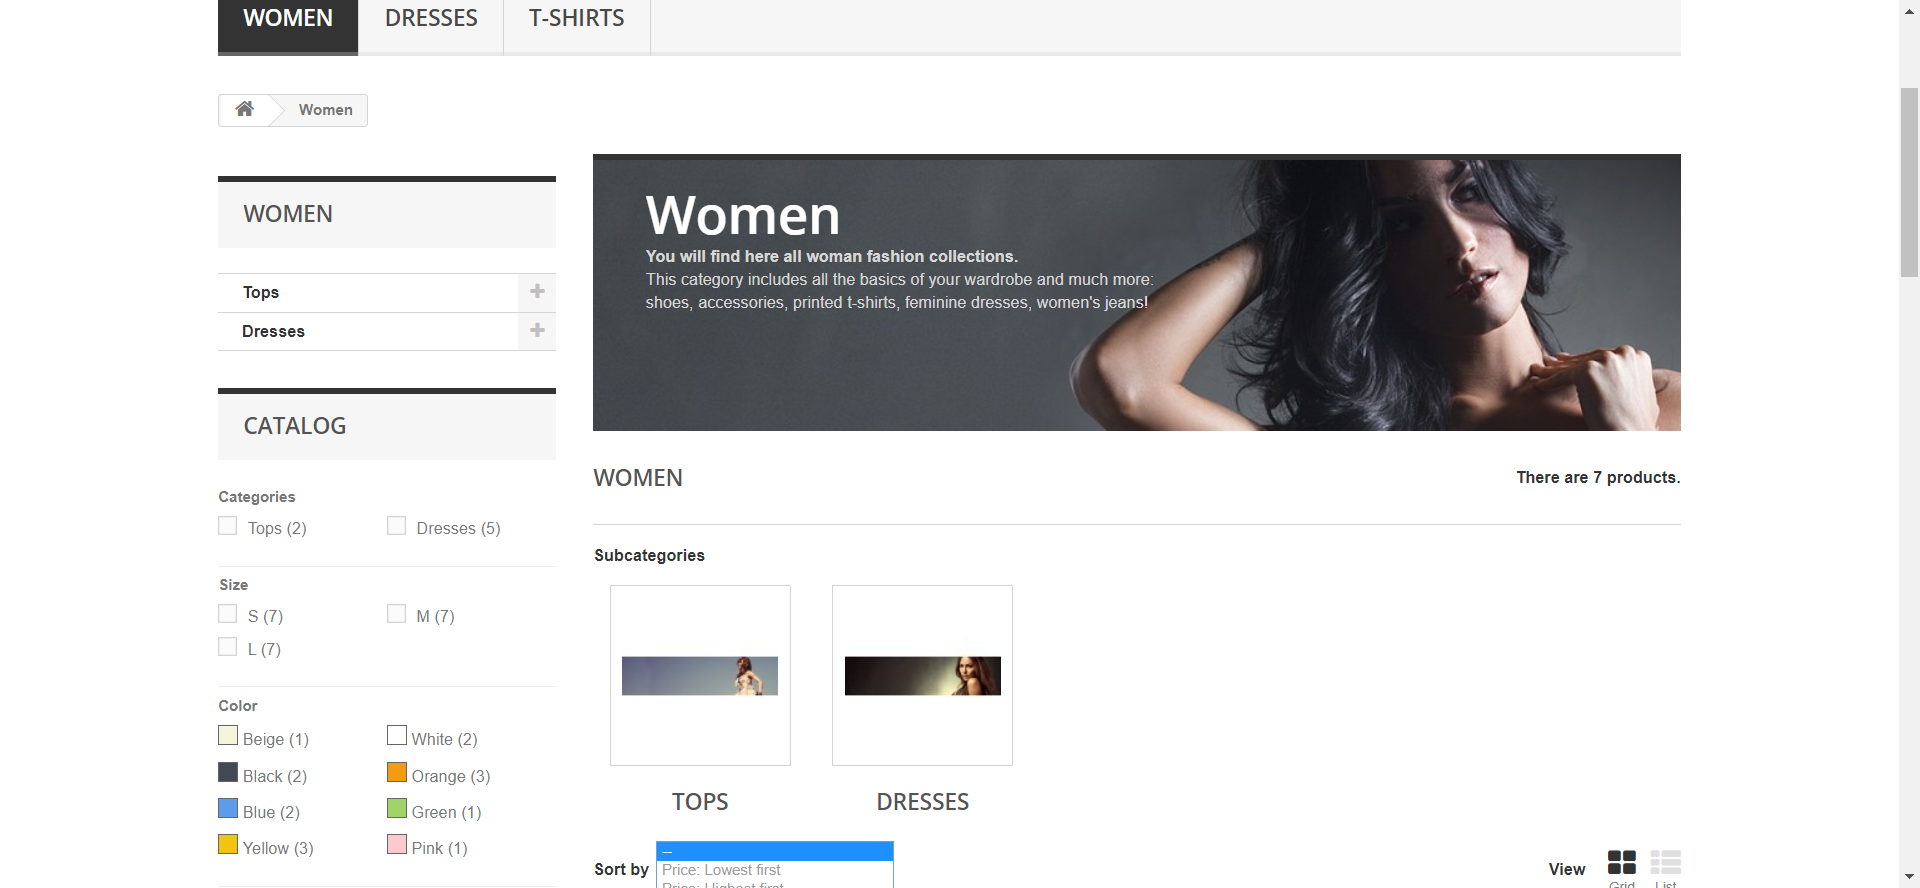 WOMEN
DRESSES
T-SHIRTS
Women
WOMEN
Tops
Dresses
CATALOG
Categories
Tops (2)
Dresses (5)
Size
S (7)
M (7)
L (7)
Color
Beige (1)
White (2)
Black (2)
Orange (3)
Blue (2)
Green (1)
Yellow (3)
Pink (1)
Women
You will find here all woman fashion collections.
This category includes all the basics of your wardrobe and much more:
shoes, accessories, printed t-shirts, feminine dresses, women's jeans!
WOMEN
There are 7 products.
Subcategories
TOPS
DRESSES
Sort by
--
Price: Lowest first
Price: Highest first
View
Grid
List